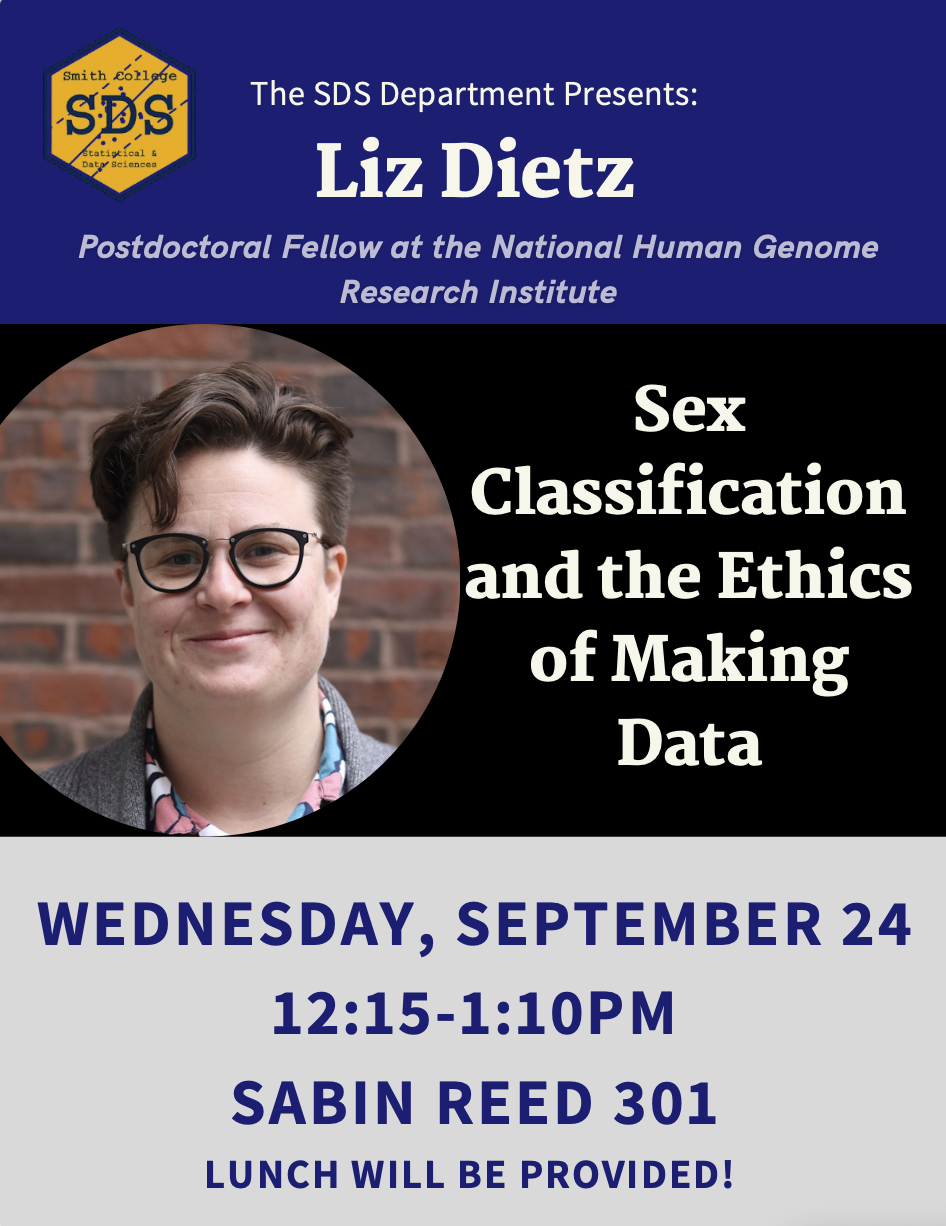 Smith College
SDS
Statistical &
Data Sciences
The SDS Department Presents:
Liz Dietz
Postdoctoral Fellow at the National Human Genome
Research Institute
Sex
Classification
and the Ethics
of Making
Data
WEDNESDAY, SEPTEMBER 24
12:15-1:10PM
SABIN REED 301
LUNCH WILL BE PROVIDED!